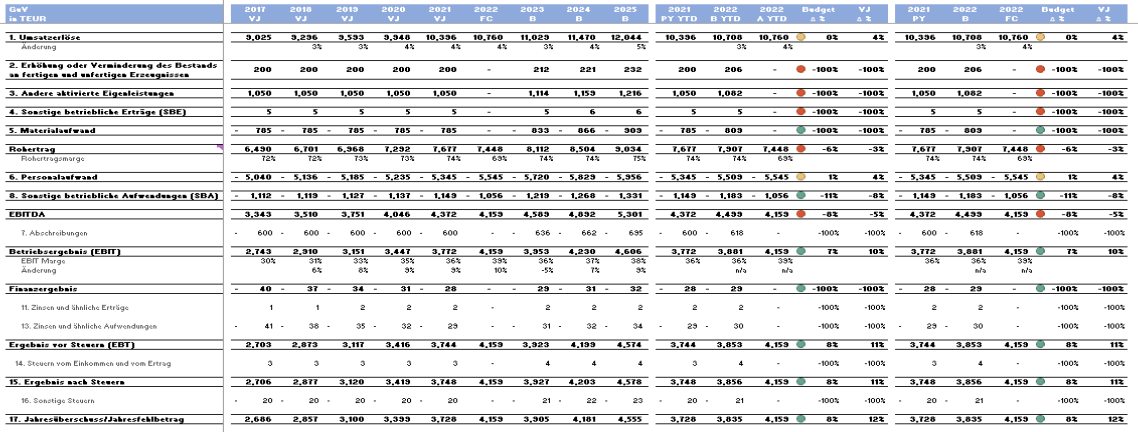 GuV 2017 2018 2019 2020 2021 2022 2023 2024 2025 2021 2022 2022 Budget VJ 2021 2022 2022 Budget VJ
in TEUR VJ VJ VJ VJ VJ FC B B B PY YTD B YTD A YTD Δ % Δ % PY B FC Δ % Δ %
1. Umsatzerlöse 9,025 9,296 9,593 9,948 10,396 10,760 11,029 11,470 12,044 10,396 10,708 10,760 0% 4% 10,396 10,708 10,760 0% 4%
Änderung 3% 3% 4% 4% 4% 3% 4% 5% 3% 4% 3% 4%
2. Erhöhung oder Verminderung des Bestands
an fertigen und unfertigen Erzeugnissen 200 200 200 200 200 - 212 221 232 200 206 - -100% -100% 200 206 - -100% -100%
3. Andere aktivierte Eigenleistungen 1,050 1,050 1,050 1,050 1,050 - 1,114 1,159 1,216 1,050 1,082 - -100% -100% 1,050 1,082 - -100% -100%
4. Sonstige betriebliche Erträge (SBE) 5 5 5 5 5 - 5 6 6 5 5 - -100% -100% 5 5 - -100% -100%
5. Materialaufwand - 785 - 785 - 785 - 785 - 785 - - 833 - 866 - 909 - 785 - 809 - -100% -100% - 785 - 809 - -100% -100%
Rohertrag 6,490 6,701 6,968 7,292 7,677 7,448 8,112 8,504 9,034 7,677 7,907 7,448 -6% -3% 7,677 7,907 7,448 -6% -3%
Rohertragsmarge 72% 72% 73% 73% 74% 69% 74% 74% 75% 74% 74% 69% 74% 74% 69%
6. Personalaufwand - 5,040 - 5,136 - 5,185 - 5,235 - 5,345 - 5,545 - 5,720 - 5,829 - 5,956 - 5,345 - 5,509 - 5,545 1% 4% - 5,345 - 5,509 - 5,545 1% 4%
8. Sonstige betriebliche Aufwendungen (SBA) - 1,112 - 1,119 - 1,127 - 1,137 - 1,149 - 1,056 - 1,219 - 1,268 - 1,331 - 1,149 - 1,183 - 1,056 -11% -8% - 1,149 - 1,183 - 1,056 -11% -8%
EBITDA 3,343 3,510 3,751 4,046 4,372 4,159 4,589 4,892 5,301 4,372 4,499 4,159 -8% -5% 4,372 4,499 4,159 -8% -5%
7. Abschreibungen - 600 - 600 - 600 - 600 - 600 - - 636 - 662 - 695 - 600 - 618 - -100% -100% - 600 - 618 - -100% -100%
Betriebsergebnis (EBIT) 2,743 2,910 3,151 3,447 3,772 4,159 3,953 4,230 4,606 3,772 3,881 4,159 7% 10% 3,772 3,881 4,159 7% 10%
EBIT Marge 30% 31% 33% 35% 36% 39% 36% 37% 38% 36% 36% 39% 36% 36% 39%
Änderung 6% 8% 9% 9% 10% -5% 7% 9% n/a n/a n/a n/a
Finanzergebnis - 40 - 37 - 34 - 31 - 28 - - 29 - 31 - 32 - 28 - 29 - -100% -100% - 28 - 29 - -100% -100%
11. Zinsen und ähnliche Erträge 1 1 2 2 2 - 2 2 2 2 2 - -100% -100% 2 2 - -100% -100%
13. Zinsen und ähnliche Aufwendungen - 41 - 38 - 35 - 32 - 29 - - 31 - 32 - 34 - 29 - 30 - -100% -100% - 29 - 30 - -100% -100%
Ergebnis vor Steuern (EBT) 2,703 2,873 3,117 3,416 3,744 4,159 3,923 4,199 4,574 3,744 3,853 4,159 8% 11% 3,744 3,853 4,159 8% 11%
14. Steuern vom Einkommen und vom Ertrag 3 3 3 3 3 - 4 4 4 3 4 - -100% -100% 3 4 - -100% -100%
15. Ergebnis nach Steuern 2,706 2,877 3,120 3,419 3,748 4,159 3,927 4,203 4,578 3,748 3,856 4,159 8% 11% 3,748 3,856 4,159 8% 11%
16. Sonstige Steuern - 20 - 20 - 20 - 20 - 20 - - 21 - 22 - 23 - 20 - 21 - -100% -100% - 20 - 21 - -100% -100%
17. Jahresüberschuss/Jahresfehlbetrag 2,686 2,857 3,100 3,399 3,728 4,159 3,905 4,181 4,555 3,728 3,835 4,159 8% 12% 3,728 3,835 4,159 8% 12%